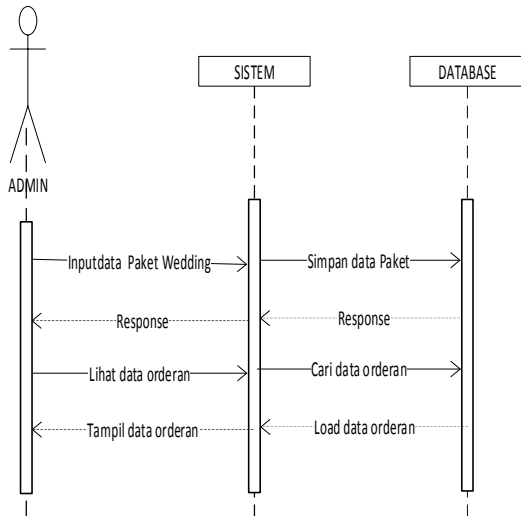 SISTEM
DATABASE
ADMIN
Inputdata Paket Wedding
Simpan data Paket
Response
Response
Lihat data orderan
Cari data orderan
Tampil data orderan
Load data orderan